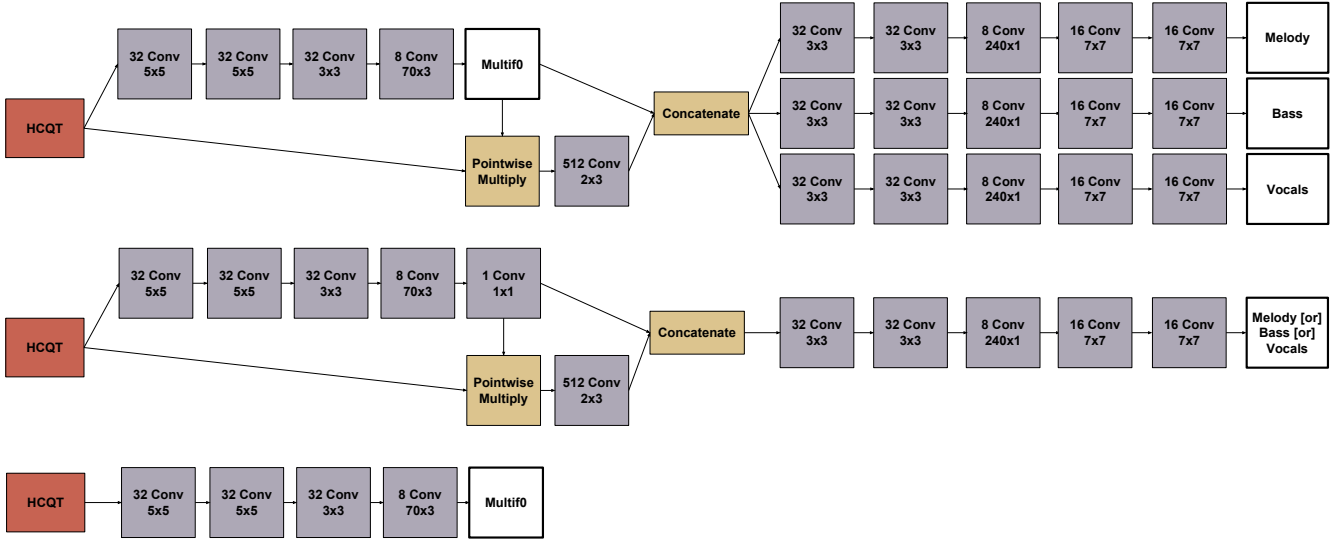 HCQT
32 Conv
5x5
32 Conv
5x5
32 Conv
3x3
8 Conv
70x3
Multif0
Pointwise
Multiply
512 Conv
2x3
Concatenate
32 Conv
3x3
32 Conv
3x3
8 Conv
240x1
16 Conv
7x7
16 Conv
7x7
Melody
32 Conv
3x3
32 Conv
3x3
8 Conv
240x1
16 Conv
7x7
16 Conv
7x7
Bass
32 Conv
3x3
32 Conv
3x3
8 Conv
240x1
16 Conv
7x7
16 Conv
7x7
Vocals
HCQT
32 Conv
5x5
32 Conv
5x5
32 Conv
3x3
8 Conv
70x3
1 Conv
1x1
Pointwise
Multiply
512 Conv
2x3
Concatenate
32 Conv
3x3
32 Conv
3x3
8 Conv
240x1
16 Conv
7x7
16 Conv
7x7
Melody [or]
Bass [or]
Vocals
HCQT
32 Conv
5x5
32 Conv
5x5
32 Conv
3x3
8 Conv
70x3
Multif0